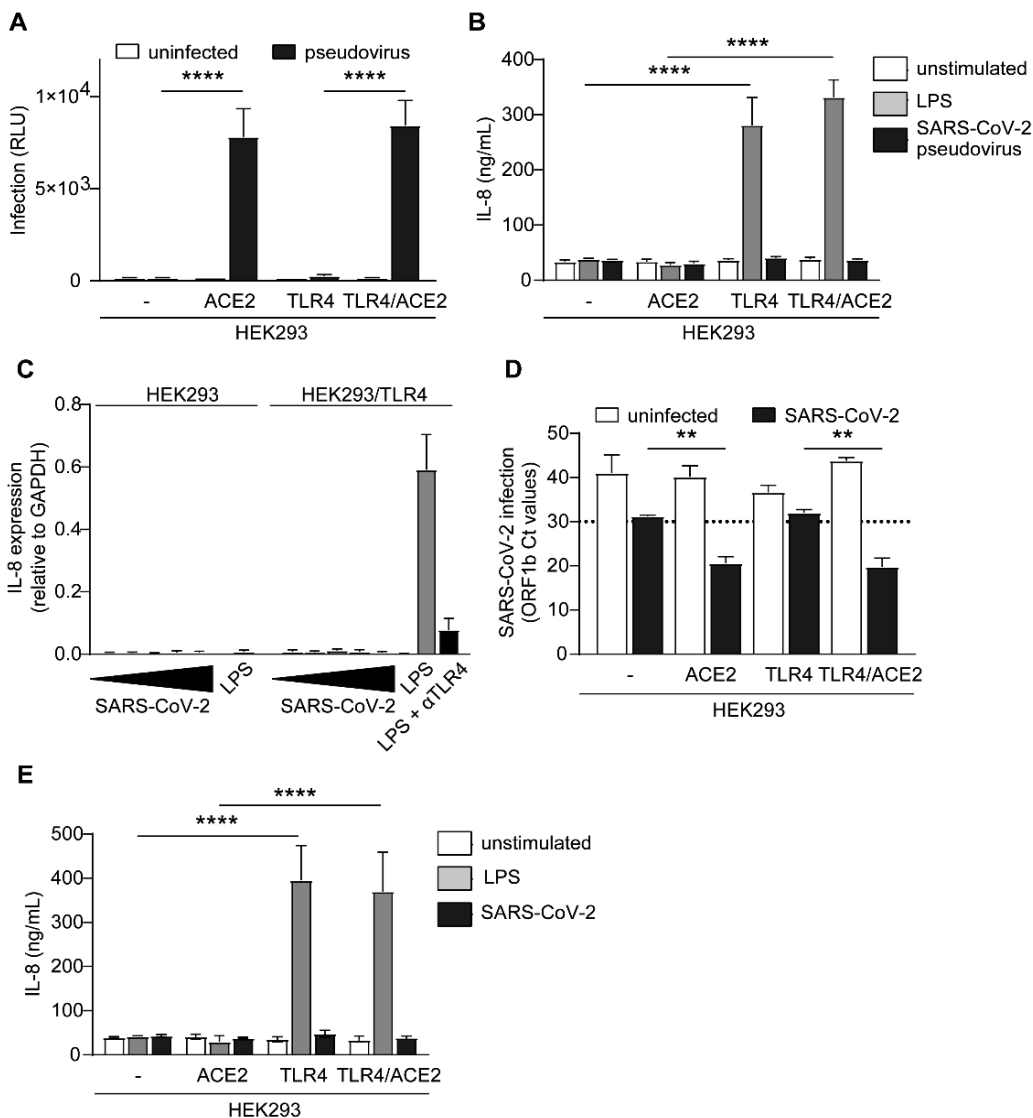 A
uninfected pseudovirus
**** ****
Infection (RLU)
1×10⁴
5×10³
0
- ACE2 TLR4 TLR4/ACE2
HEK293
B
unstimulated
LPS
SARS-CoV-2
pseudovirus
****
****
IL-8 (ng/mL)
400
300
200
100
0
- ACE2 TLR4 TLR4/ACE2
HEK293
C
HEK293 HEK293/TLR4
IL-8 expression
(relative to GAPDH)
0.8
0.6
0.4
0.2
0.0
SARS-CoV-2 LPS SARS-CoV-2 LPS LPS + αTLR4
D
uninfected SARS-CoV-2
** **
SARS-CoV-2 infection
(ORF1b Ct values)
50
40
30
20
10
0
- ACE2 TLR4 TLR4/ACE2
HEK293
E
unstimulated
LPS
SARS-CoV-2
****
****
IL-8 (ng/mL)
500
400
300
200
100
0
- ACE2 TLR4 TLR4/ACE2
HEK293